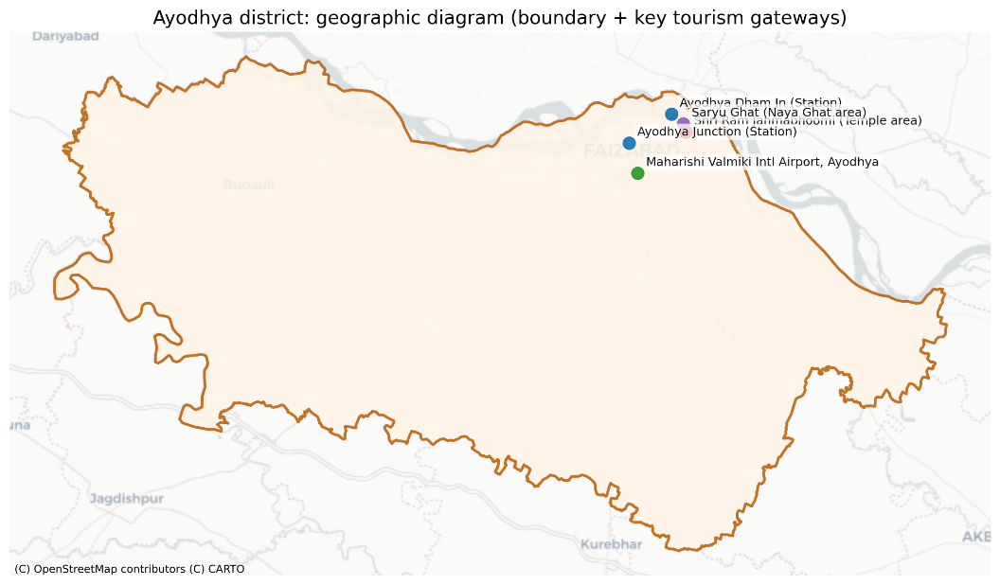 Ayodhya district: geographic diagram (boundary + key tourism gateways)
Dariyabad
Ayodhya Dham Jn (Station)
Saryu Ghat (Naya Ghat area)
Shri Ram Janmabhoomi (Temple area)
Ayodhya Junction (Station)
FAIZABAD
Maharishi Valmiki Intl Airport, Ayodhya
Rudauli
una
Jagdishpur
Kurebhar
AKB
(C) OpenStreetMap contributors (C) CARTO